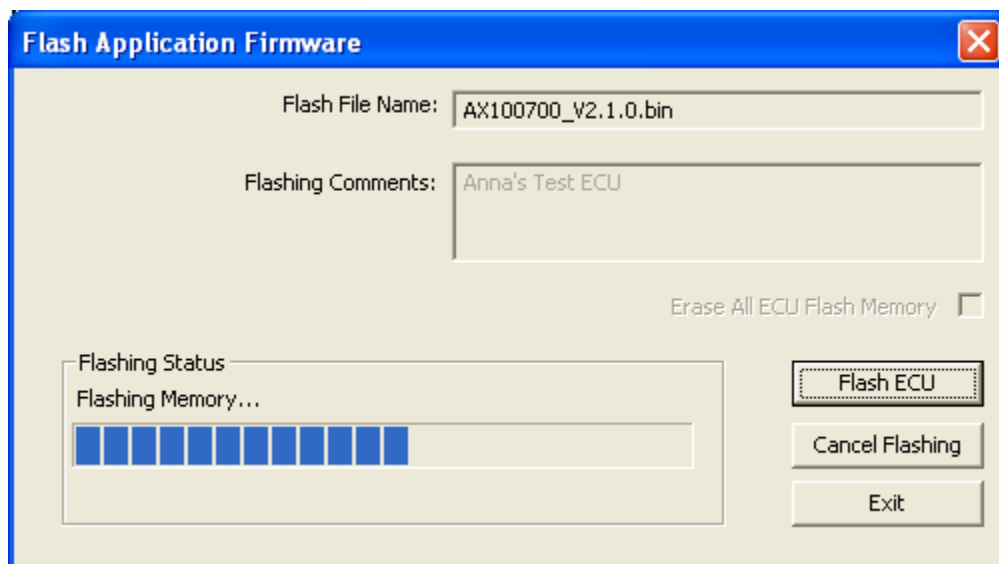 Flash Application Firmware
Flash File Name: AX100700_V2.1.0.bin
Flashing Comments: Anna's Test ECU
Erase All ECU Flash Memory
Flashing Status
Flashing Memory...
Flash ECU
Cancel Flashing
Exit